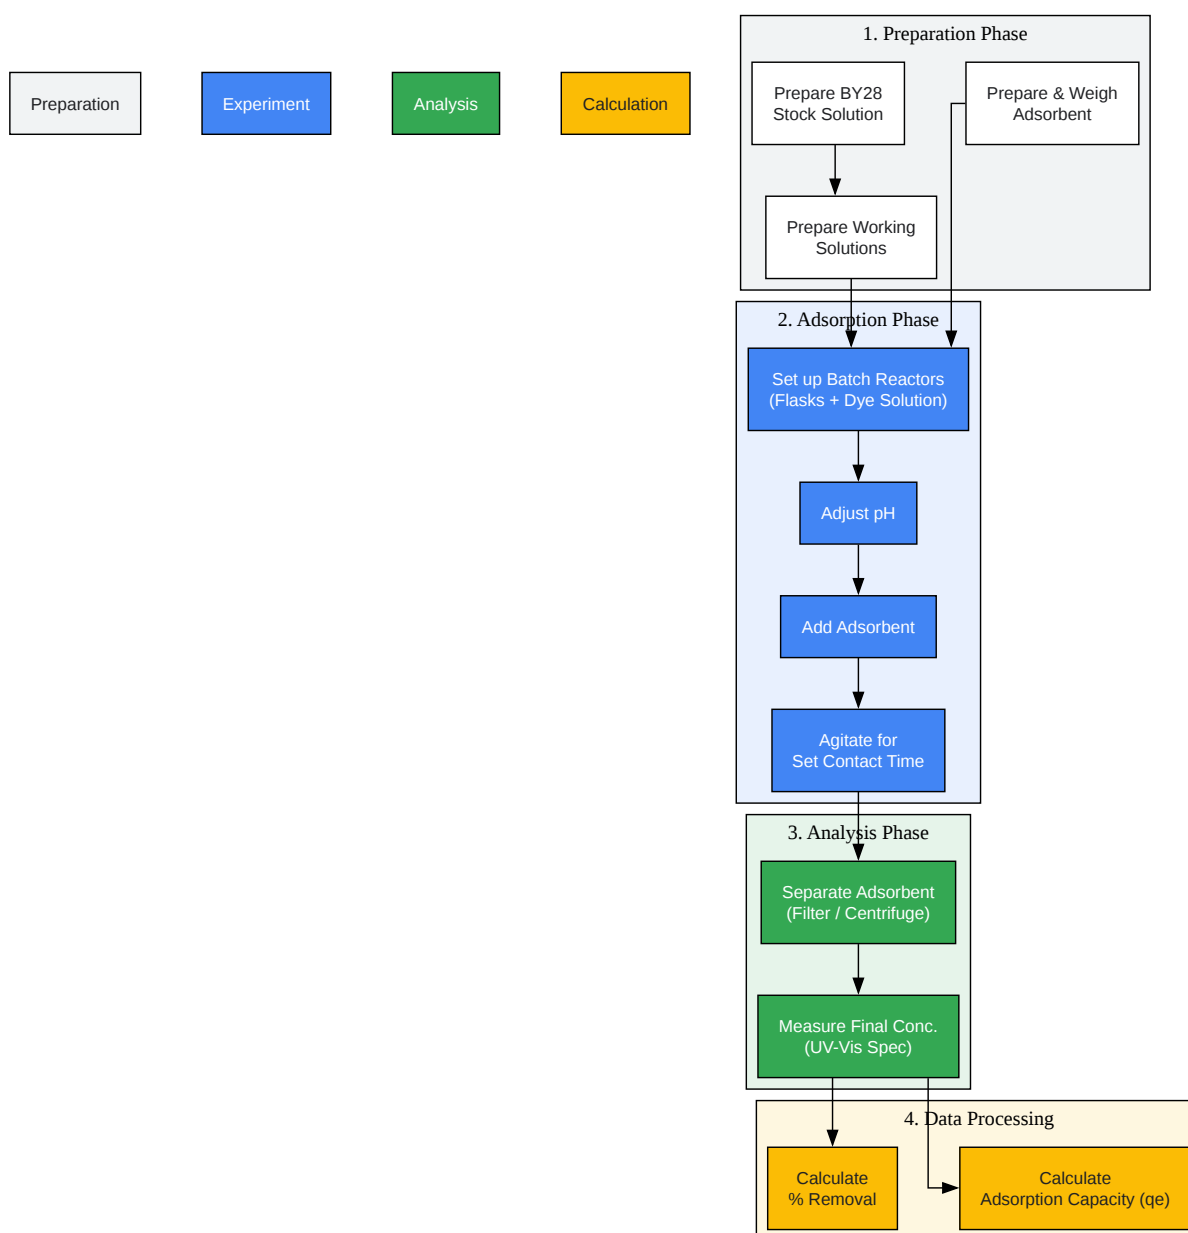 Preparation
Experiment
Analysis
Calculation
1. Preparation Phase
Prepare BY28
Stock Solution
Prepare & Weigh
Adsorbent
Prepare Working
Solutions
2. Adsorption Phase
Set up Batch Reactors
(Flasks + Dye Solution)
Adjust pH
Add Adsorbent
Agitate for
Set Contact Time
3. Analysis Phase
Separate Adsorbent
(Filter / Centrifuge)
Measure Final Conc.
(UV-Vis Spec)
4. Data Processing
Calculate
% Removal
Calculate
Adsorption Capacity (qe)